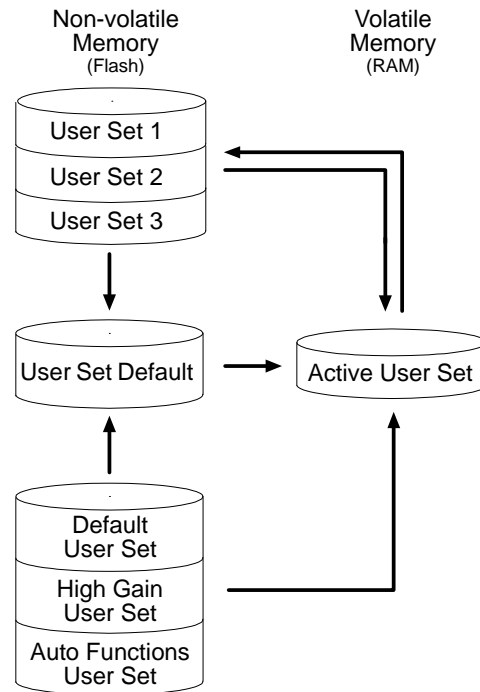 Non-volatile
Memory
(Flash)
Volatile
Memory
(RAM)
User Set 1
User Set 2
User Set 3
User Set Default
Active User Set
Default
User Set
High Gain
User Set
Auto Functions
User Set